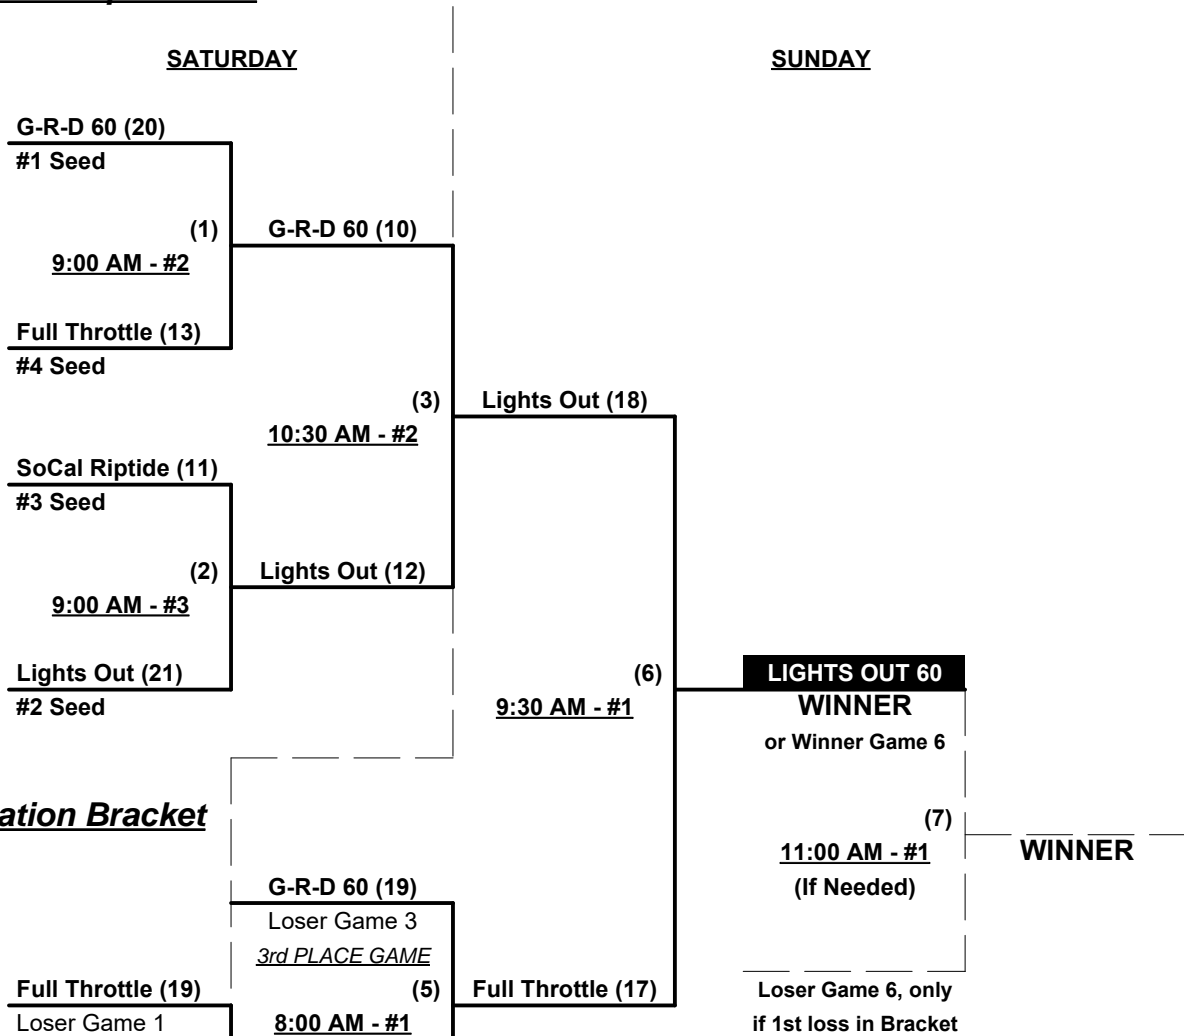 SATURDAY
SUNDAY
G-R-D 60 (20)
#1 Seed
(1)
G-R-D 60 (10)
9:00 AM - #2
Full Throttle (13)
#4 Seed
(3)
Lights Out (18)
10:30 AM - #2
SoCal Riptide (11)
#3 Seed
(2)
Lights Out (12)
9:00 AM - #3
Lights Out (21)
#2 Seed
(6)
9:30 AM - #1
LIGHTS OUT 60
WINNER
or Winner Game 6
ation Bracket
(7)
11:00 AM - #1
(If Needed)
WINNER
G-R-D 60 (19)
Loser Game 3
3rd PLACE GAME
Full Throttle (19)
(5)
Full Throttle (17)
Loser Game 1
8:00 AM - #1
Loser Game 6, only
if 1st loss in Bracket